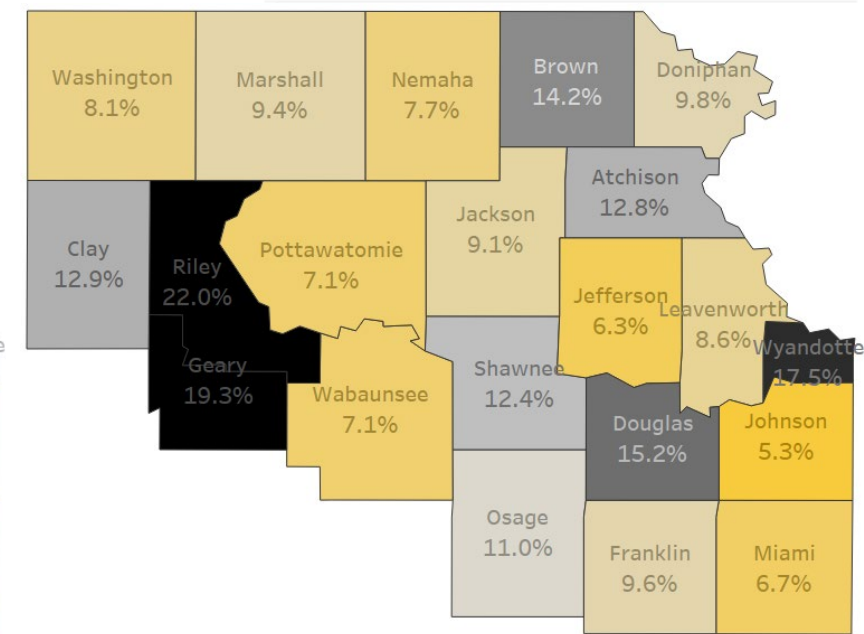 Washington
8.1%
Marshall
9.4%
Nemaha
7.7%
Brown
14.2%
Doniphan
9.8%
Atchison
12.8%
Clay
12.9%
Riley
22.0%
Pottawatomie
7.1%
Jackson
9.1%
Jefferson
6.3%
Leavenworth
8.6%
Wyandotte
17.5%
Geary
19.3%
Wabaunsee
7.1%
Shawnee
12.4%
Douglas
15.2%
Johnson
5.3%
Osage
11.0%
Franklin
9.6%
Miami
6.7%
e